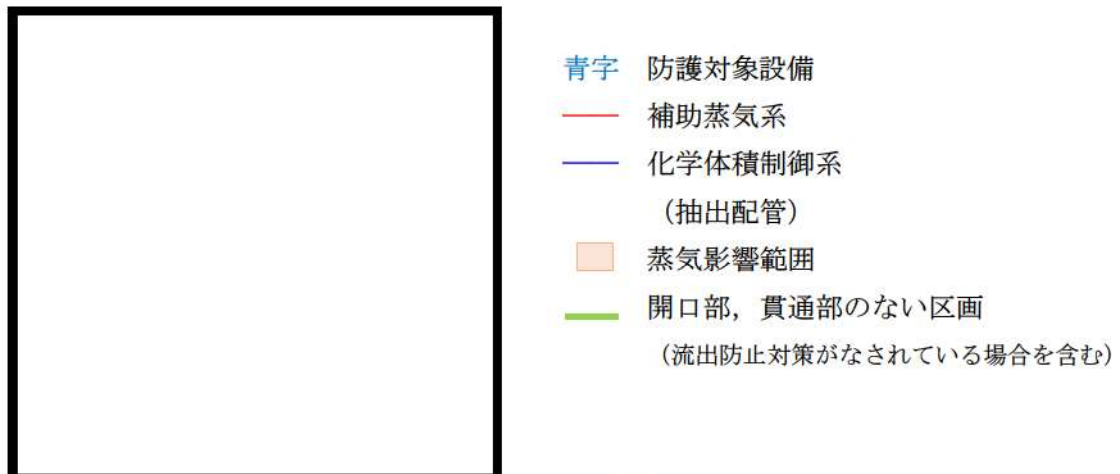 青字 防護対象設備
補助蒸気系
化学体積制御系
（抽出配管）
蒸気影響範囲
開口部，貫通部のない区画
（流出防止対策がなされている場合を含む）